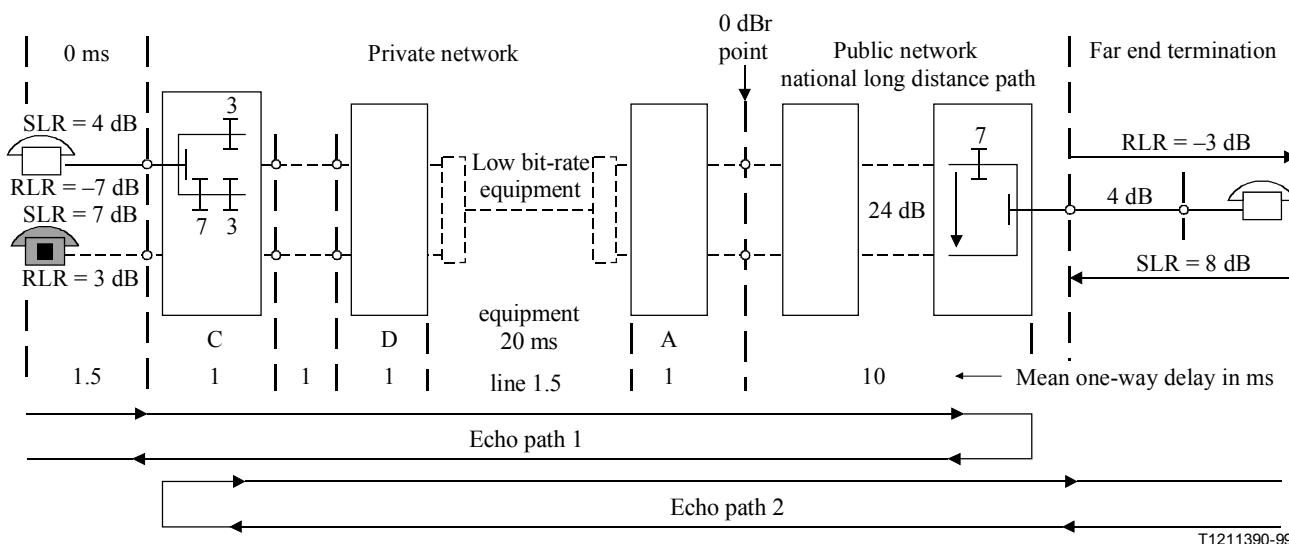 0 ms
Private network
0 dBr
point
Public network
national long distance path
Far end termination
SLR = 4 dB
RLR = –7 dB
SLR = 7 dB
RLR = 3 dB
3
7 3
Low bit-rate
equipment
7
24 dB
RLR = –3 dB
4 dB
SLR = 8 dB
C
D
equipment
20 ms
A
1.5
1
1
1
line 1.5
1
10
Mean one-way delay in ms
Echo path 1
Echo path 2
T1211390-99